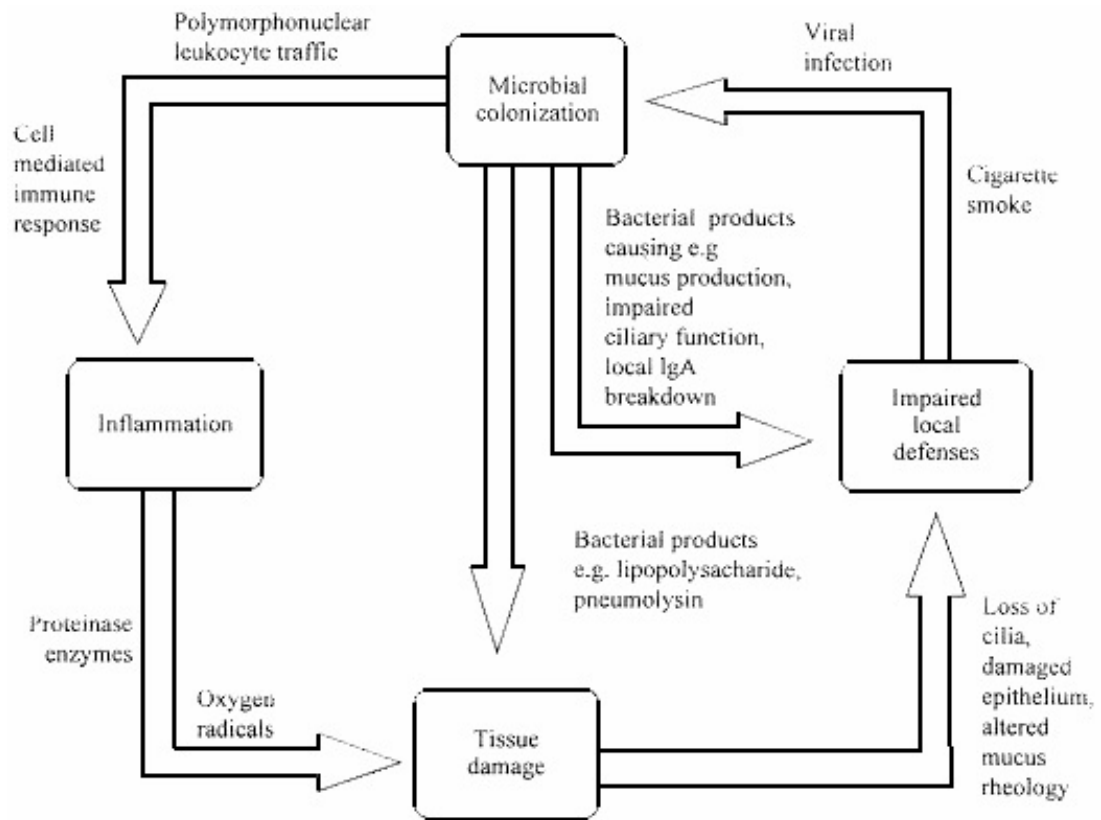 Polymorphonuclear
leukocyte traffic
Microbial
colonization
Viral
infection
Cell
mediated
immune
response
Cigarette
smoke
Bacterial products
causing e.g
mucus production,
impaired
ciliary function,
local IgA
breakdown
Inflammation
Impaired
local
defenses
Bacterial products
e.g. lipopolysacharide,
pneumolysin
Proteinase
enzymes
Oxygen
radicals
Tissue
damage
Loss of
cilia,
damaged
epithelium,
altered
mucus
rheology